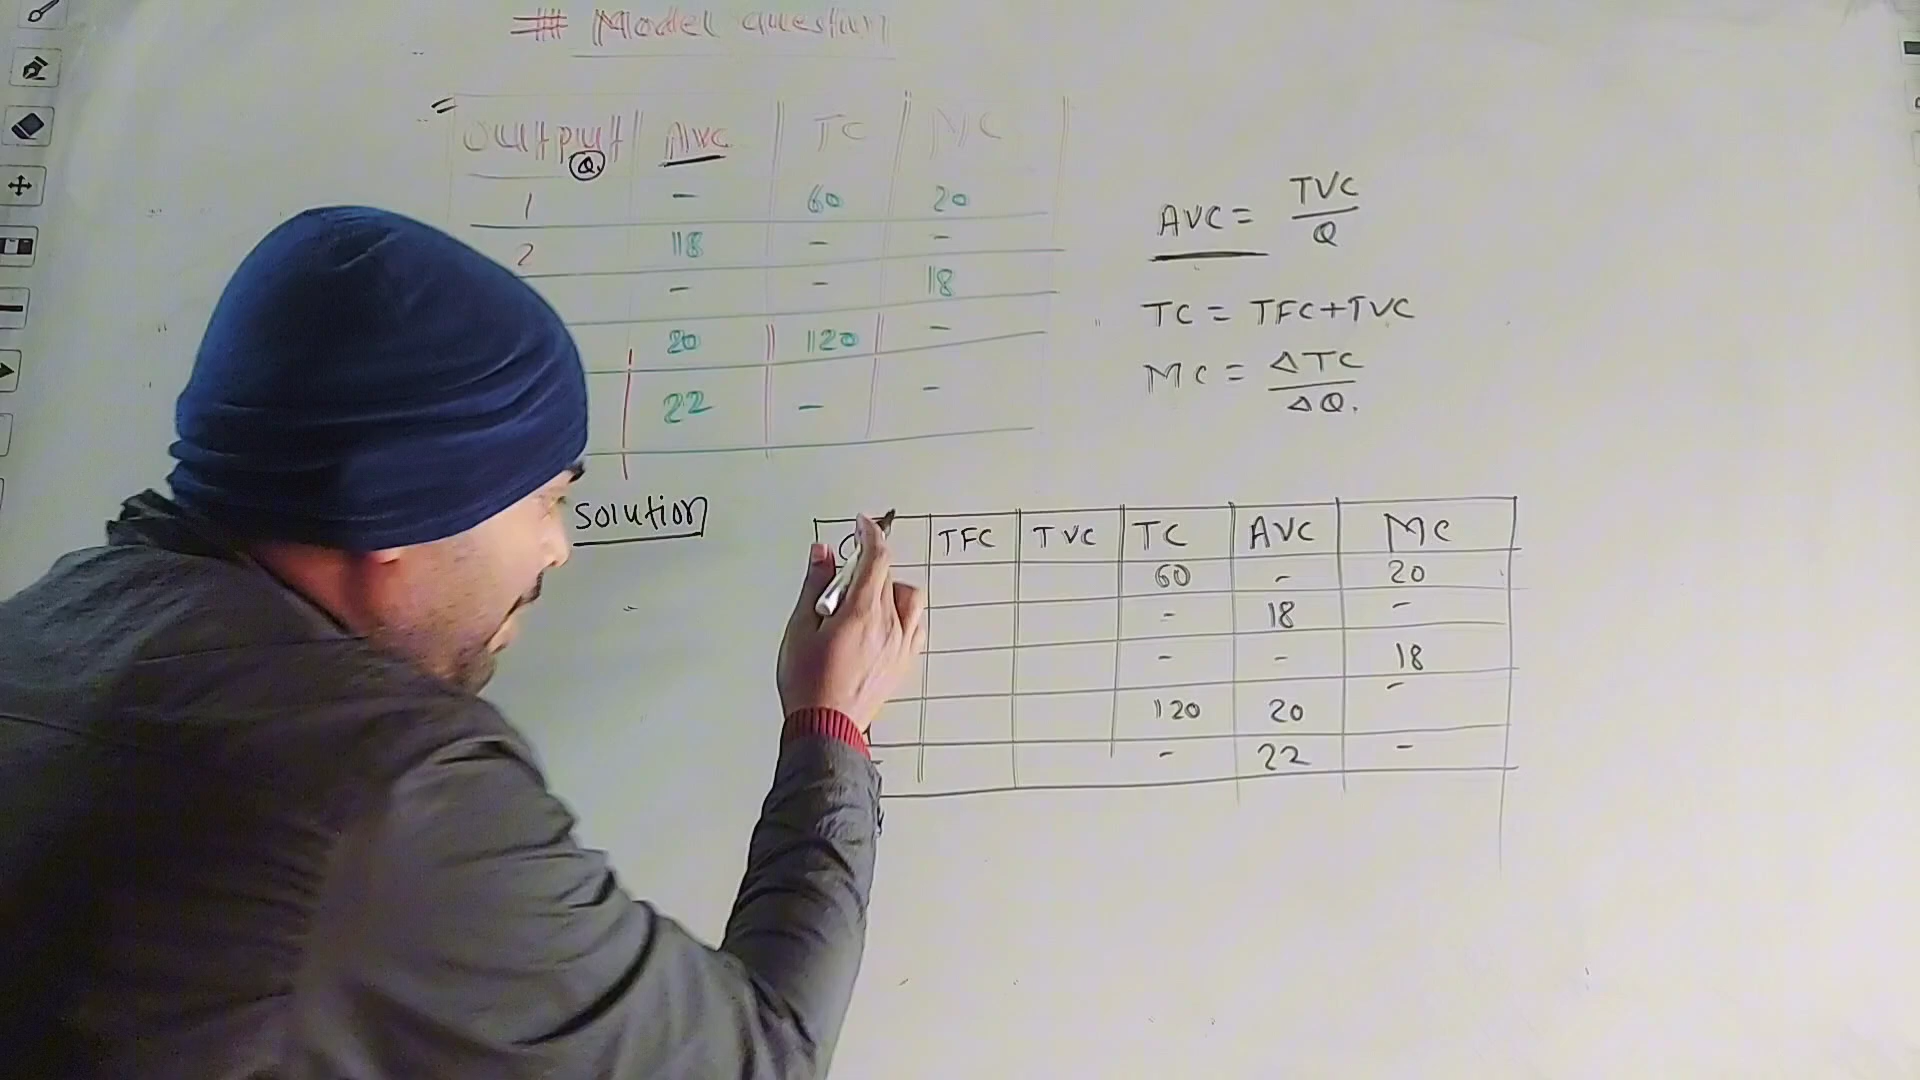 # Model question
Output AVC TC MC
Q.
1 - 60 20
2 18 - -
- - 18
20 120 -
22 - -
AVC = TVC
Q
TC = TFC+TVC
MC = ΔTC
ΔQ.
Solution
TFC TVC TC AVC MC
60 - 20
- 18 -
- - 18
120 20 -
- 22 -